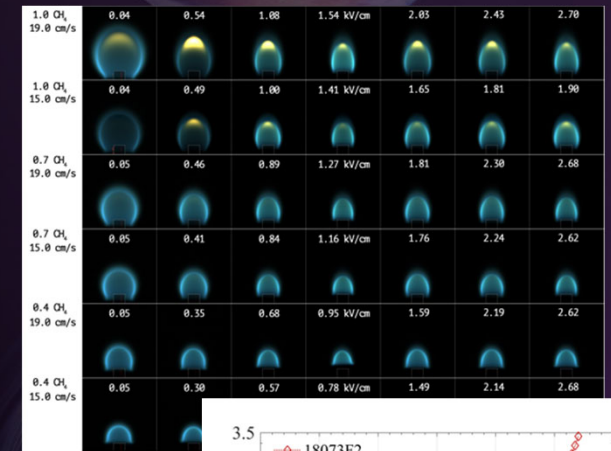 1.0 CH₄ 0.04 0.54 1.08 1.54 kV/cm 2.03 2.43 2.70
19.0 cm/s
1.0 CH₄ 0.04 0.49 1.00 1.41 kV/cm 1.65 1.81 1.90
15.0 cm/s
0.7 CH₄ 0.05 0.46 0.89 1.27 kV/cm 1.81 2.30 2.68
19.0 cm/s
0.7 CH₄ 0.05 0.41 0.84 1.16 kV/cm 1.76 2.24 2.62
15.0 cm/s
0.4 CH₄ 0.05 0.35 0.68 0.95 kV/cm 1.59 2.19 2.62
19.0 cm/s
0.4 CH₄ 0.05 0.30 0.57 0.78 kV/cm 1.49 2.14 2.68
15.0 cm/s
3.5
18073E2